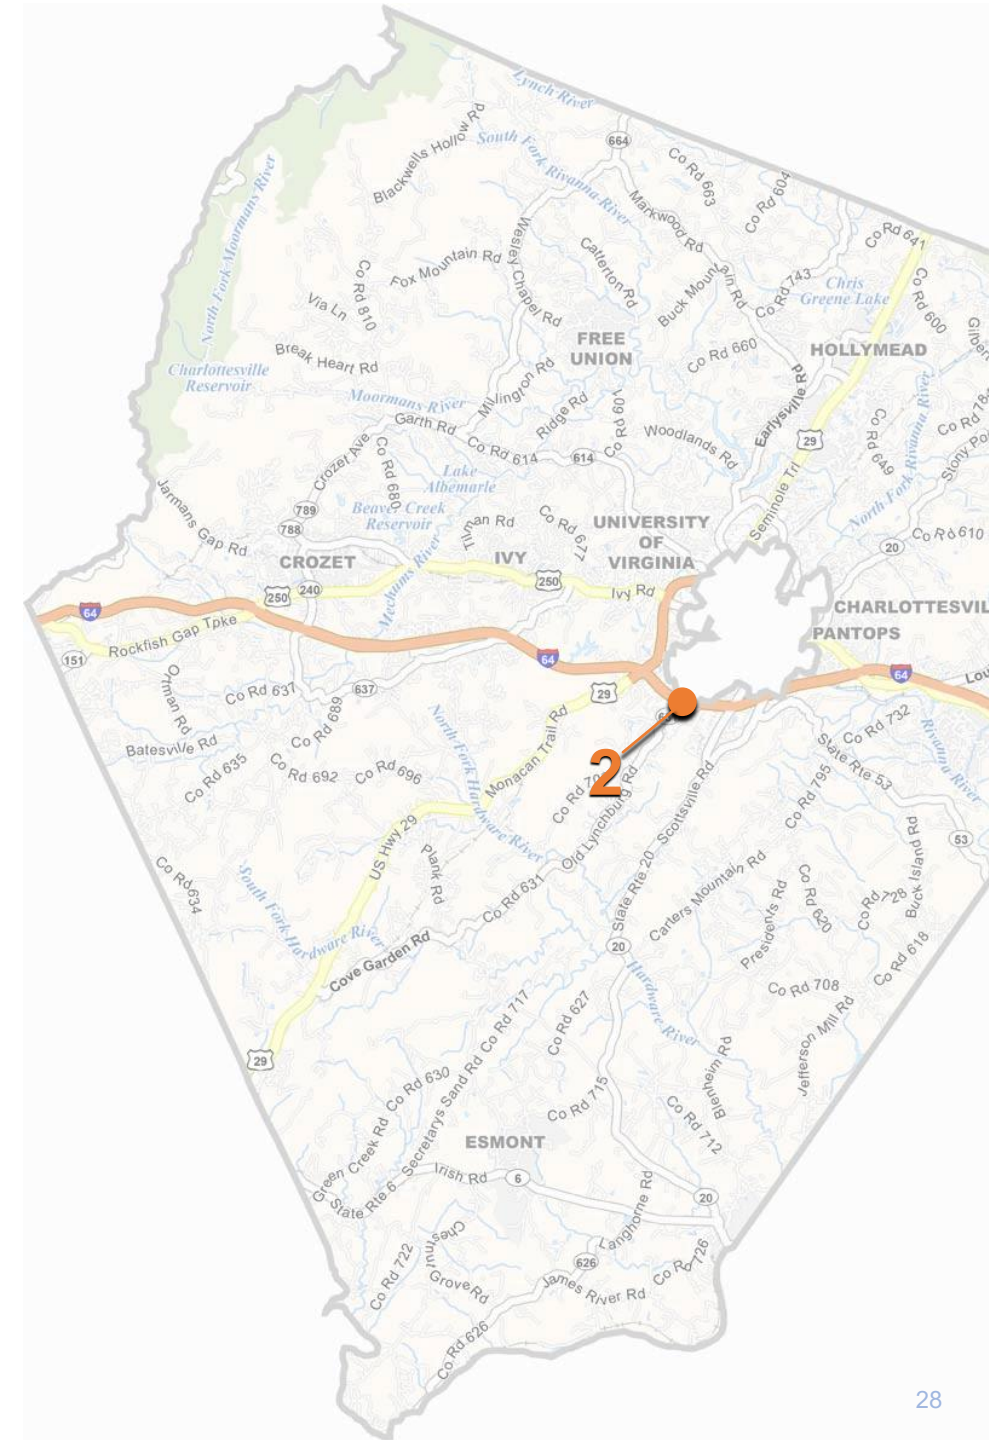 Lynch River
South Fork Rivanna River
Blackwells Hollow Rd
664
Co Rd 663
Co Rd 604
Markwood Rd
Co Rd 641
North Fork Moormans River
Wesley Chapel Rd
Fox Mountain Rd
Co Rd 810
Catterton Rd
Buck Mountain Rd
Co Rd 743
Chris
Greene Lake
Co Rd 600
Via Ln
FREE
UNION
Co Rd 660
HOLLYMEAD
Break Heart Rd
Charlottesville
Reservoir
Millington Rd
Earlysville Rd
Moormans River
Ridge Rd
Co Rd 601
Garth Rd
Co Rd 614
614
Woodlands Rd
29
Co Rd 649
North Fork Rivanna River
Crozet Ave
Co Rd 680
Lake
Albemarle
Seminole Trl
Jarmans Gap Rd
789
788
Beaver Creek
Reservoir
Tilman Rd
Co Rd 677
UNIVERSITY
OF
VIRGINIA
20
Co Rd 610
CROZET
IVY
250
240
250
Mechums River
Ivy Rd
64
CHARLOTTESVIL
PANTOPS
Rockfish Gap Tpke
151
64
64
Ortman Rd
Co Rd 637
637
29
Co Rd 689
Batesville Rd
Co Rd 635
Co Rd 692
Co Rd 696
North Fork Hardware River
Monacan Trail Rd
2
Old Lynchburg Rd
Scottsville Rd
Co Rd 732
State Rte 53
Rivanna River
Co Rd 795
53
US Hwy 29
Plank Rd
Co Rd 631
State Rte 20
Carters Mountain Rd
Presidents Rd
Co Rd 620
Co Rd 728
Buck Island Rd
Co Rd 634
South Fork Hardware River
Cove Garden Rd
20
Co Rd 618
Hardware River
Co Rd 708
Jefferson Mill Rd
29
Co Rd 717
Co Rd 627
Blenheim Rd
Co Rd 630
Secretarys Sand Rd
Co Rd 715
Co Rd 712
Green Creek Rd
ESMONT
State Rte 6
Irish Rd
6
20
Langhorne Rd
Co Rd 722
Chestnut Grove Rd
626
Co Rd 726
James River Rd
Co Rd 626
28